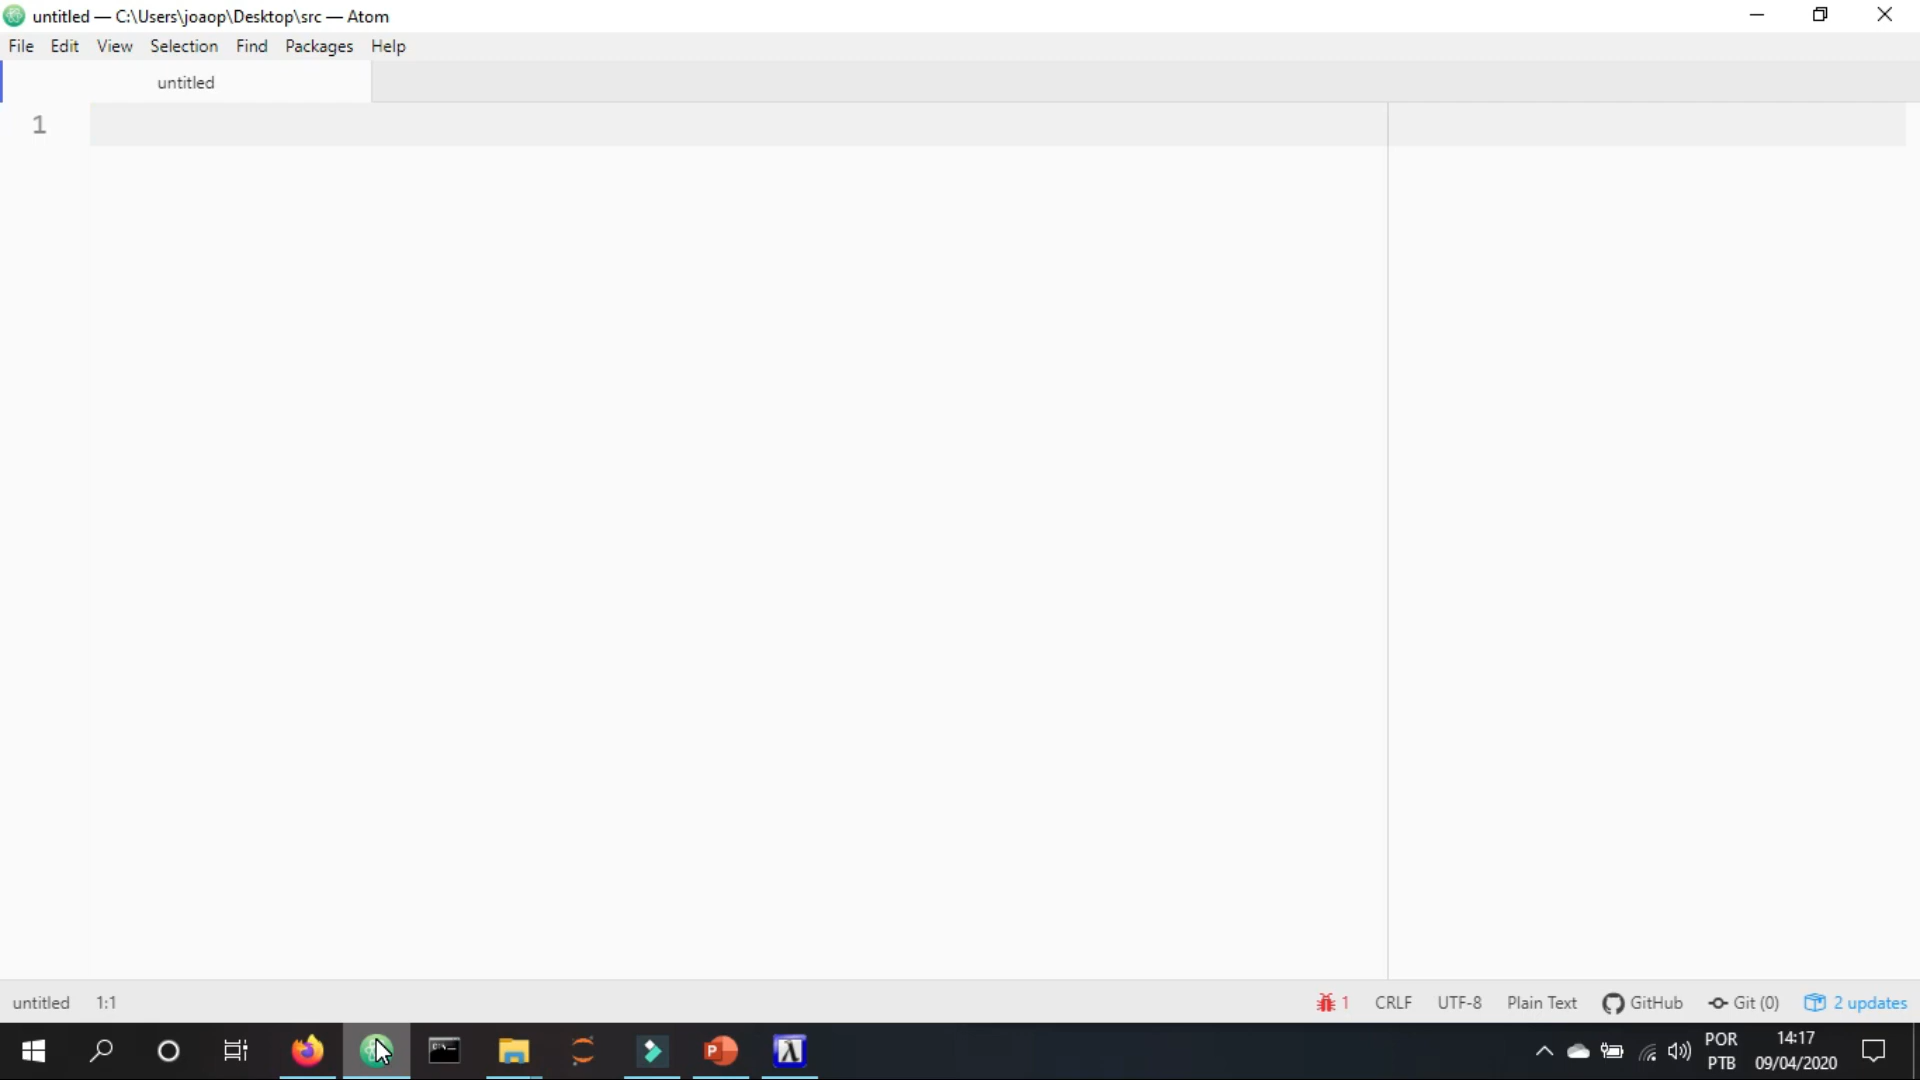 untitled — C:\Users\joaop\Desktop\src — Atom
File Edit View Selection Find Packages Help
untitled
1
untitled 1:1 1 CRLF UTF-8 Plain Text GitHub Git (0) 2 updates
POR 14:17
PTB 09/04/2020